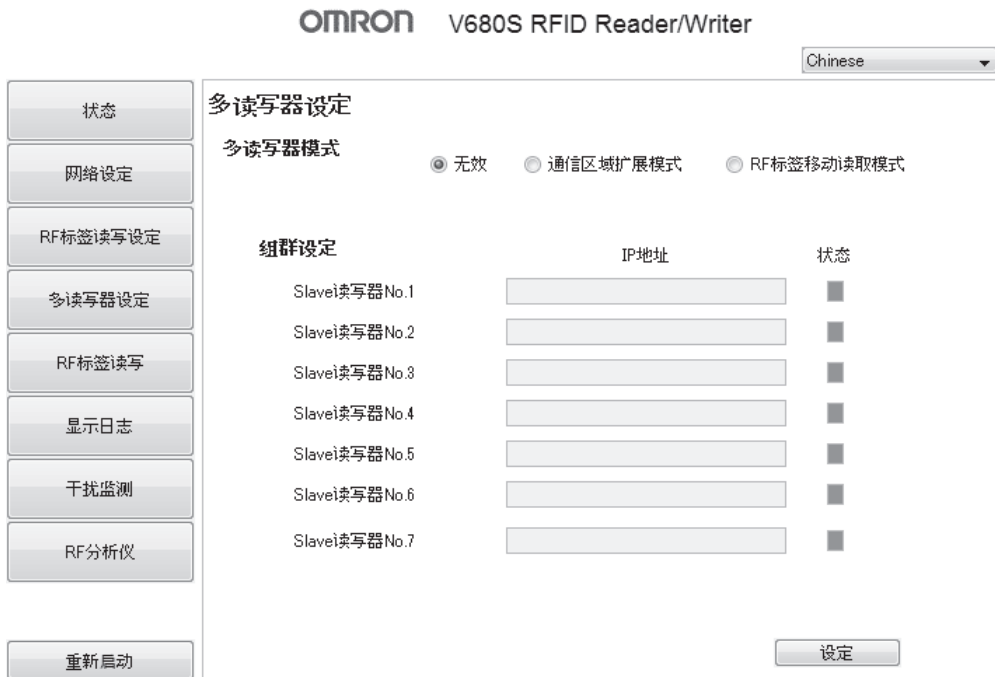 OMRON V680S RFID Reader/Writer
Chinese
状态
网络设定
RF标签读写设定
多读写器设定
RF标签读写
显示日志
干扰监测
RF分析仪
重新启动
多读写器设定
多读写器模式
无效 通信区域扩展模式 RF标签移动读取模式
组群设定 IP地址 状态
Slave读写器No.1
Slave读写器No.2
Slave读写器No.3
Slave读写器No.4
Slave读写器No.5
Slave读写器No.6
Slave读写器No.7
设定